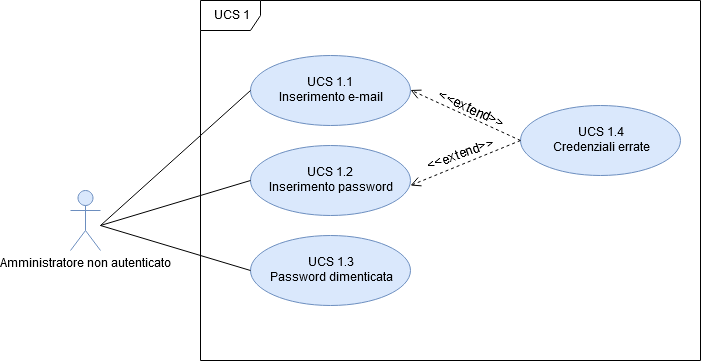 UCS 1
UCS 1.1
Inserimento e-mail
<<extend>>
UCS 1.4
Credenziali errate
<<extend>>
UCS 1.2
Inserimento password
Amministratore non autenticato
UCS 1.3
Password dimenticata